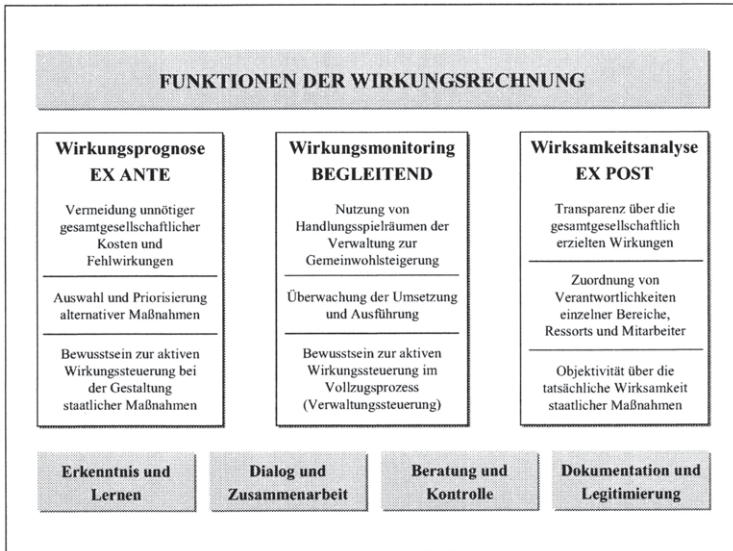 FUNKTIONEN DER WIRKUNGSRECHNUNG
Wirkungsprognose
EX ANTE
Vermeidung unnötiger
gesamtgesellschaftlicher
Kosten und
Fehlwirkungen
Auswahl und Priorisierung
alternativer Maßnahmen
Bewusstsein zur aktiven
Wirkungssteuerung bei
der Gestaltung
staatlicher Maßnahmen
Wirkungsmonitoring
BEGLEITEND
Nutzung von
Handlungsspielräumen der
Verwaltung zur
Gemeinwohlsteigerung
Überwachung der Umsetzung
und Ausführung
Bewusstsein zur aktiven
Wirkungssteuerung im
Vollzugsprozess
(Verwaltungssteuerung)
Wirksamkeitsanalyse
EX POST
Transparenz über die
gesamtgesellschaftlich
erzielten Wirkungen
Zuordnung von
Verantwortlichkeiten
einzelner Bereiche,
Ressorts und Mitarbeiter
Objektivität über die
tatsächliche Wirksamkeit
staatlicher Maßnahmen
Erkenntnis und
Lernen
Dialog und
Zusammenarbeit
Beratung und
Kontrolle
Dokumentation und
Legitimierung